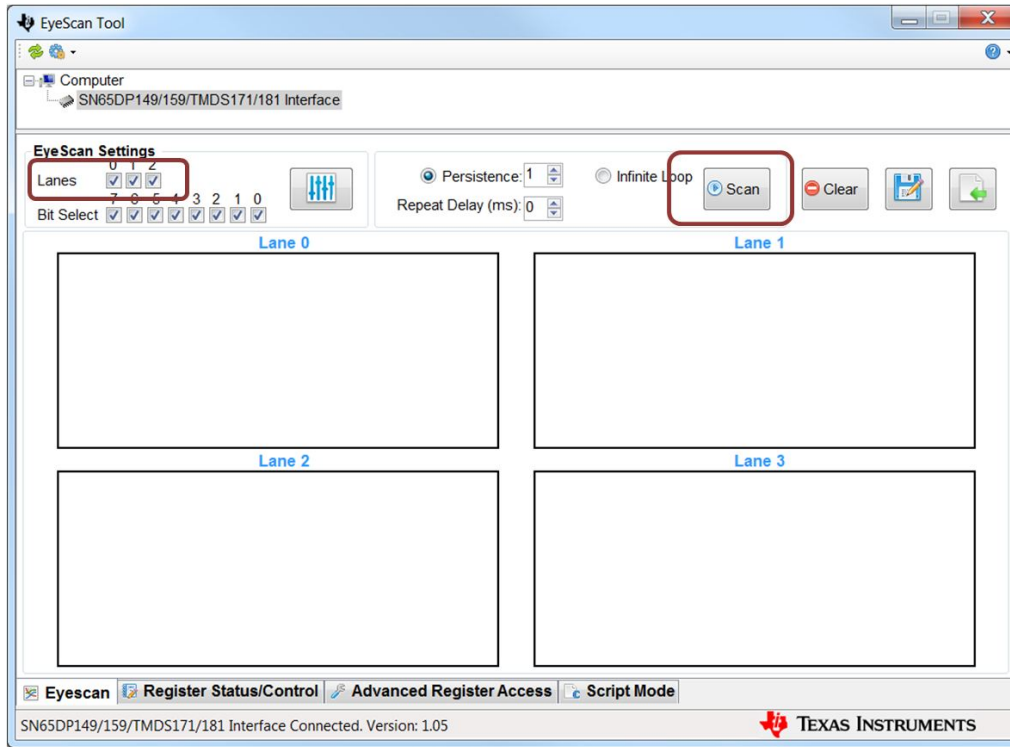 EyeScan Tool
Computer
SN65DP149/159/TMDS171/181 Interface
EyeScan Settings
0 1 2
Lanes
7 6 5 4 3 2 1 0
Bit Select
Persistence: 1
Infinite Loop
Repeat Delay (ms): 0
Scan
Clear
Lane 0
Lane 1
Lane 2
Lane 3
Eyescan
Register Status/Control
Advanced Register Access
Script Mode
SN65DP149/159/TMDS171/181 Interface Connected. Version: 1.05
TEXAS INSTRUMENTS